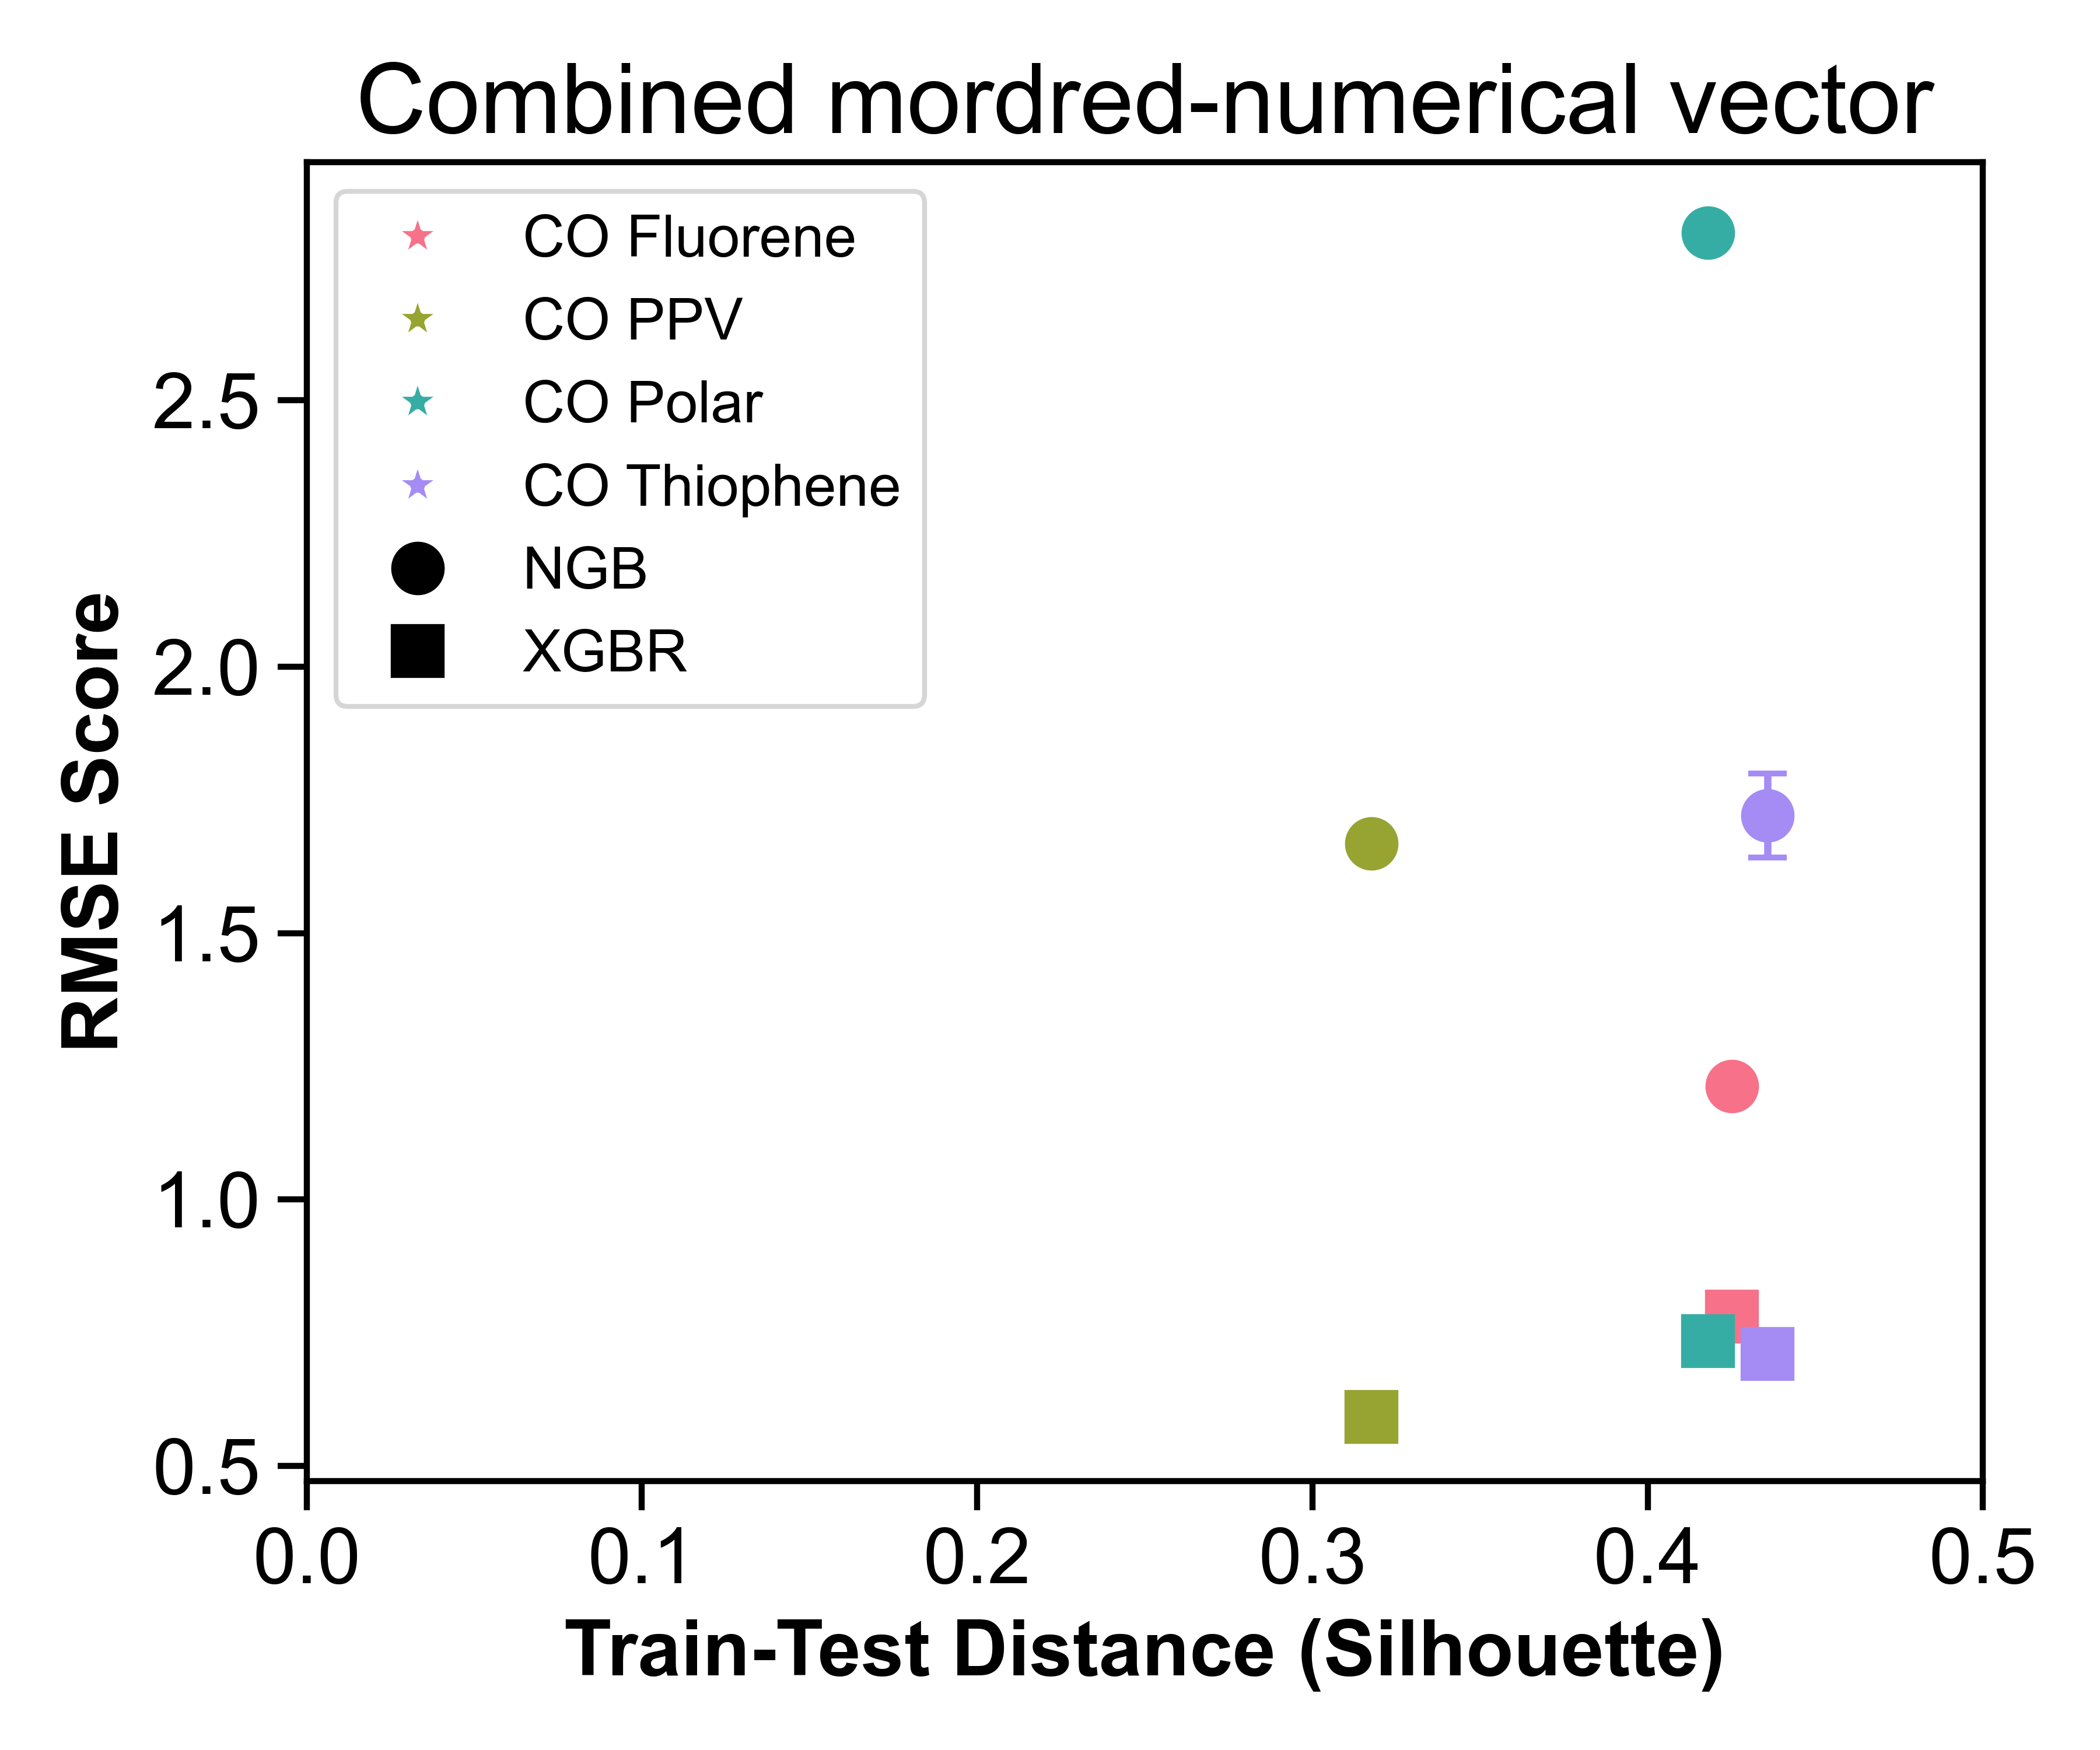 Combined mordred-numerical vector
CO Fluorene
CO PPV
CO Polar
CO Thiophene
NGB
XGBR
RMSE Score
2.5
2.0
1.5
1.0
0.5
0.0 0.1 0.2 0.3 0.4 0.5
Train-Test Distance (Silhouette)